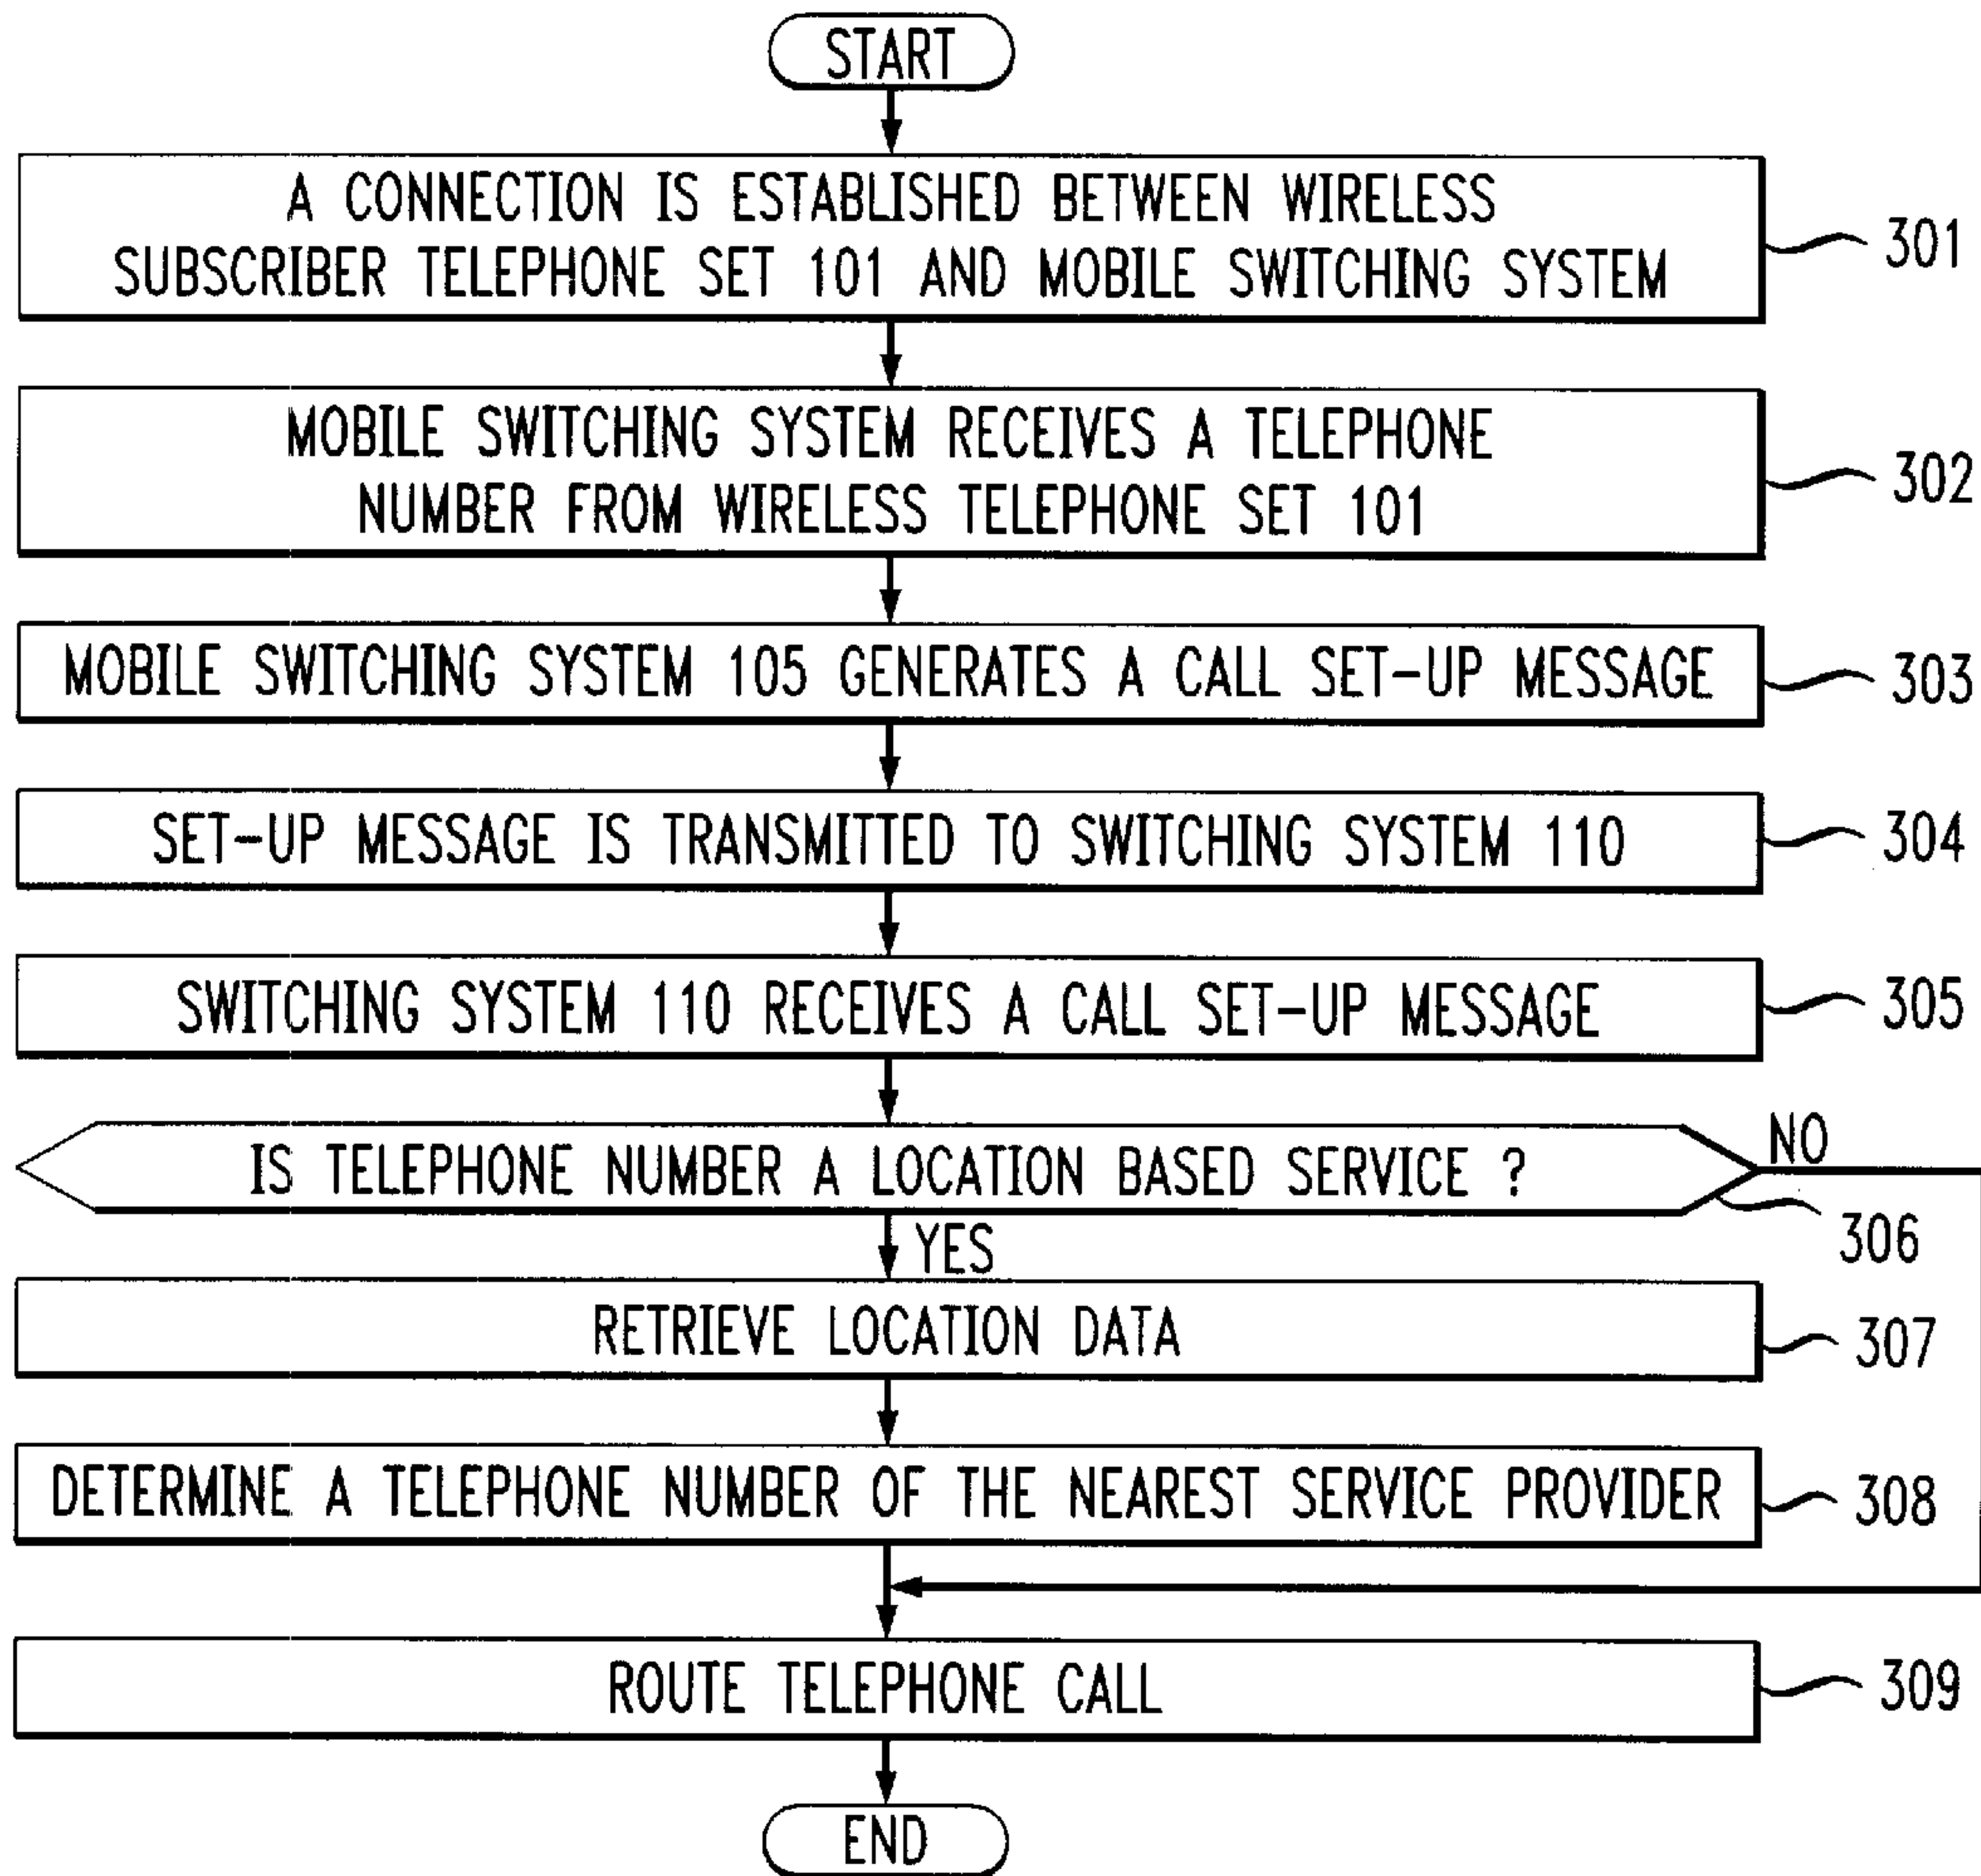 START
A CONNECTION IS ESTABLISHED BETWEEN WIRELESS
SUBSCRIBER TELEPHONE SET 101 AND MOBILE SWITCHING SYSTEM
301
MOBILE SWITCHING SYSTEM RECEIVES A TELEPHONE
NUMBER FROM WIRELESS TELEPHONE SET 101
302
MOBILE SWITCHING SYSTEM 105 GENERATES A CALL SET-UP MESSAGE
303
SET-UP MESSAGE IS TRANSMITTED TO SWITCHING SYSTEM 110
304
SWITCHING SYSTEM 110 RECEIVES A CALL SET-UP MESSAGE
305
IS TELEPHONE NUMBER A LOCATION BASED SERVICE ?
NO
306
YES
RETRIEVE LOCATION DATA
307
DETERMINE A TELEPHONE NUMBER OF THE NEAREST SERVICE PROVIDER
308
ROUTE TELEPHONE CALL
309
END